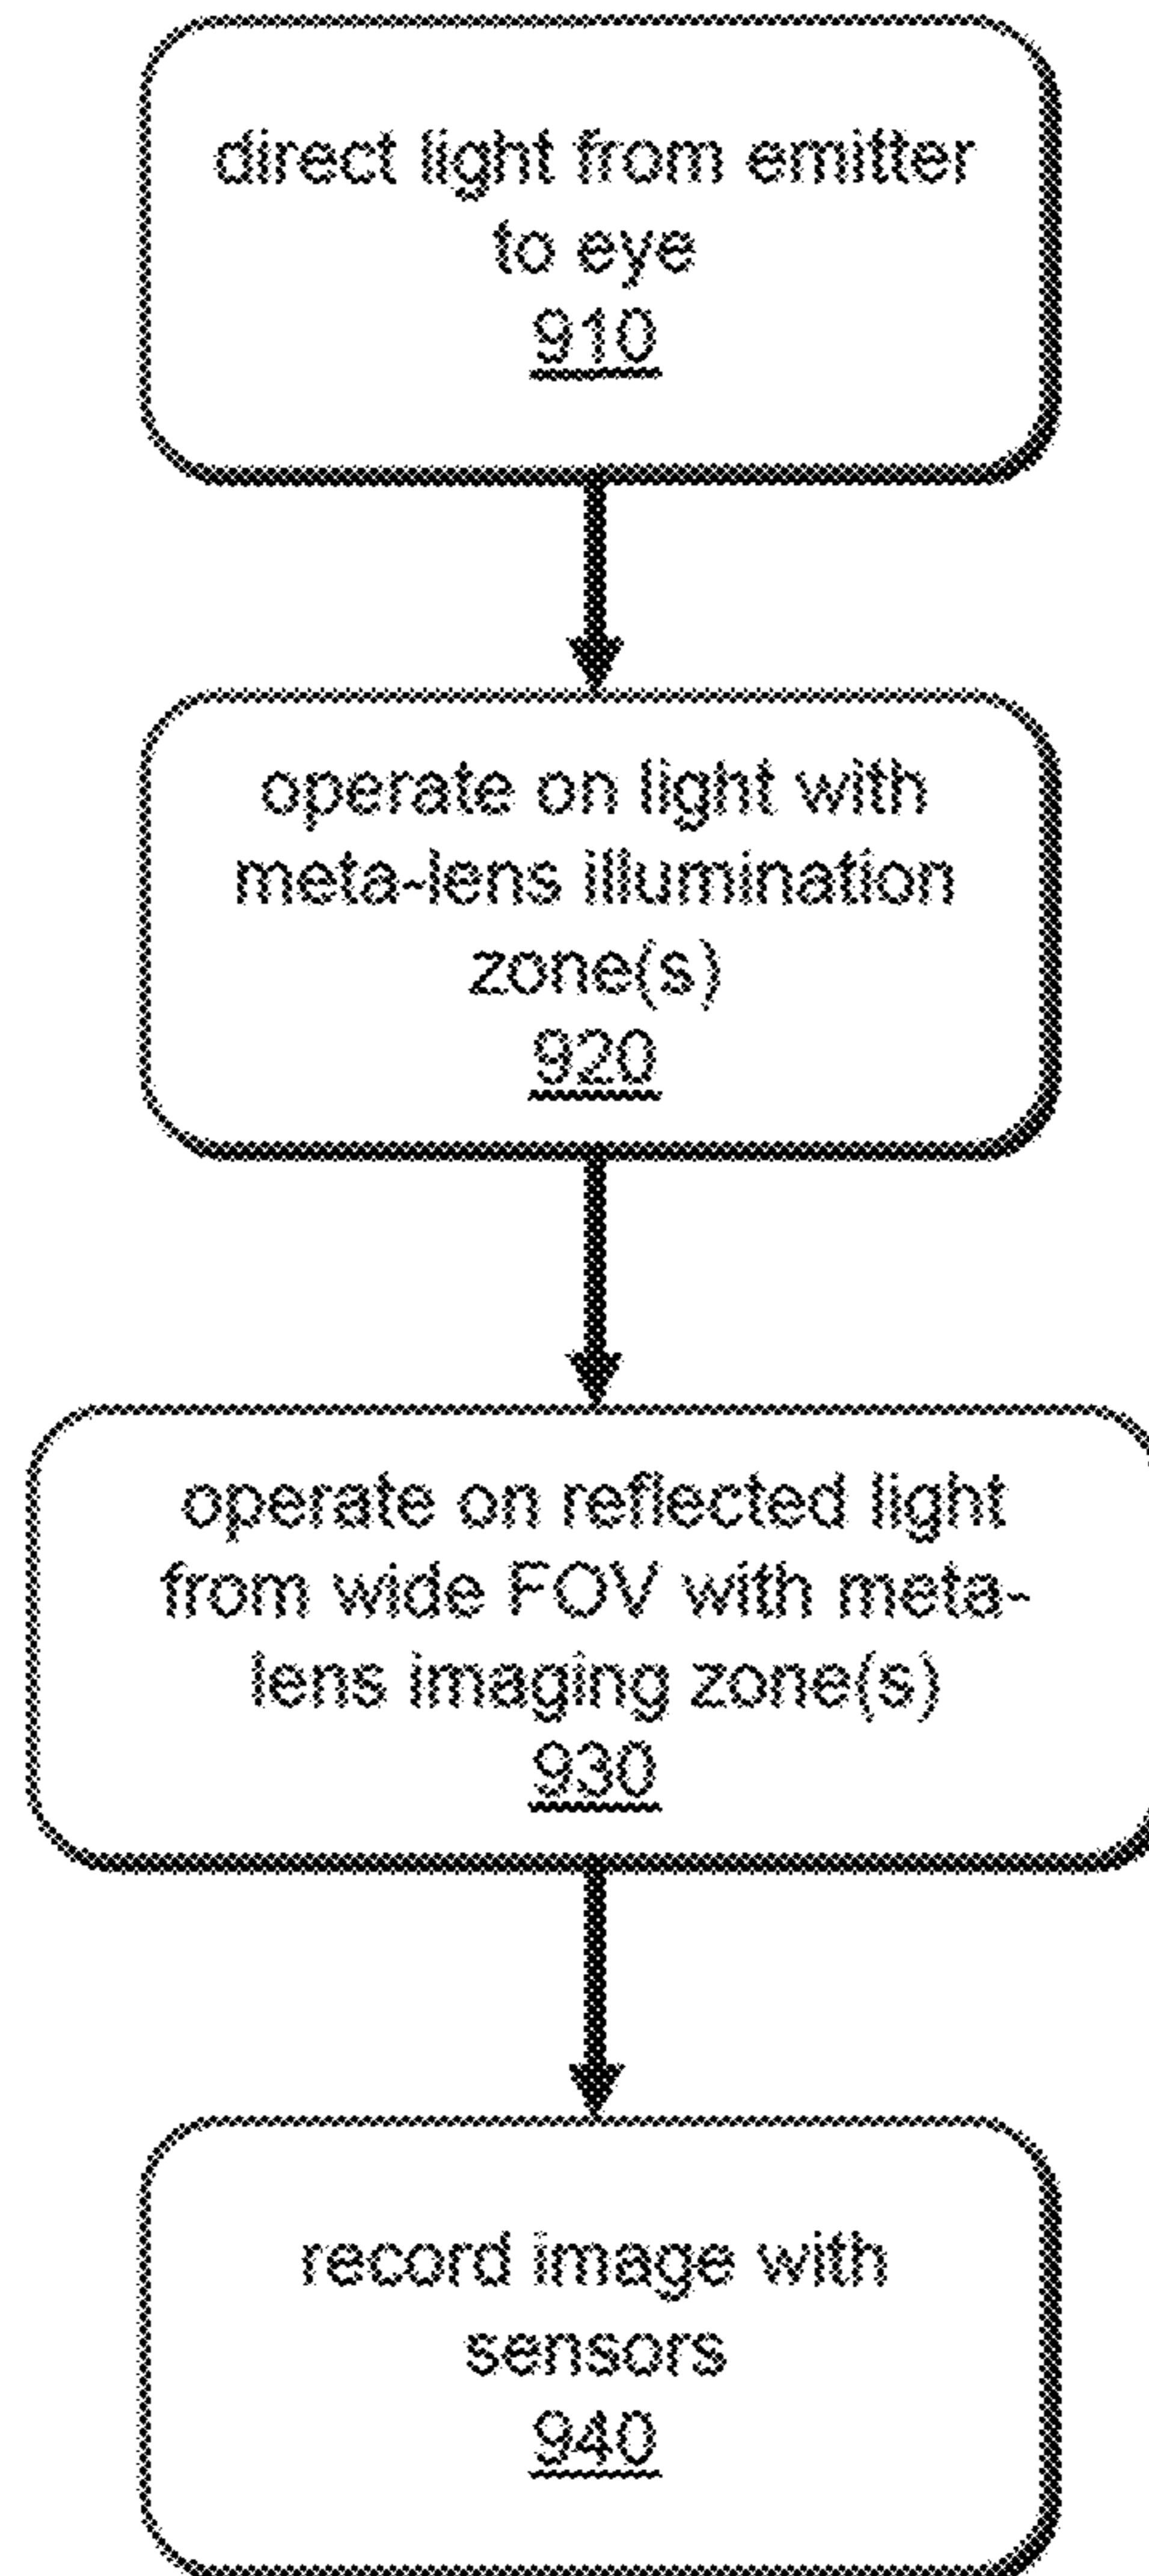 direct light from emitter
to eye
910
operate on light with
meta-lens illumination
zone(s)
920
operate on reflected light
from wide FOV with meta-
lens imaging zone(s)
930
record image with
sensors
940